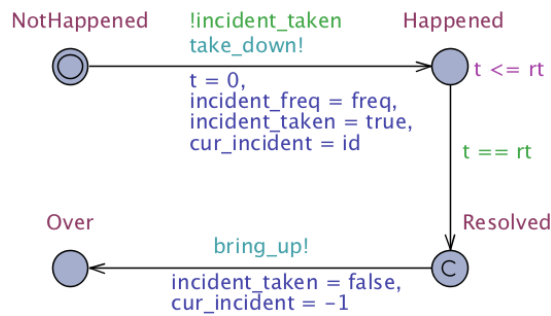 NotHappened
!incident_taken
Happened
take_down!
t <= rt
t = 0,
incident_freq = freq,
incident_taken = true,
cur_incident = id
t == rt
Over
Resolved
bring_up!
C
incident_taken = false,
cur_incident = -1